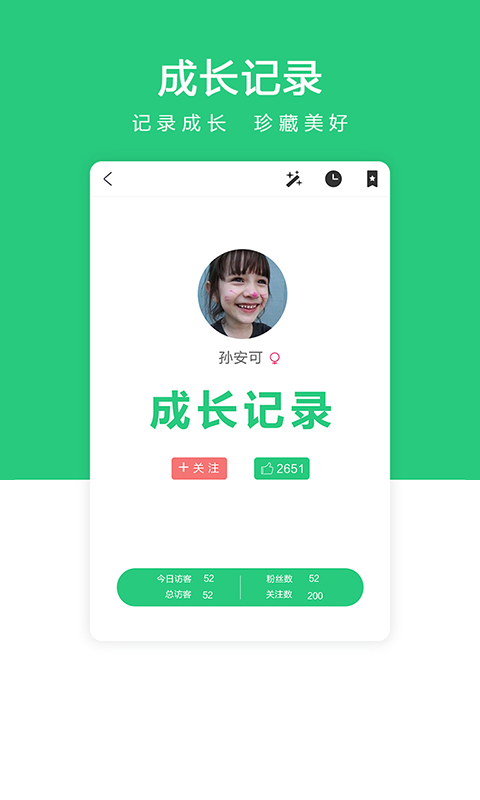 成长记录
记录成长 珍藏美好
孙安可
成长记录
+ 关注 2651
今日访客 52 粉丝数 52
总访客 52 关注数 200